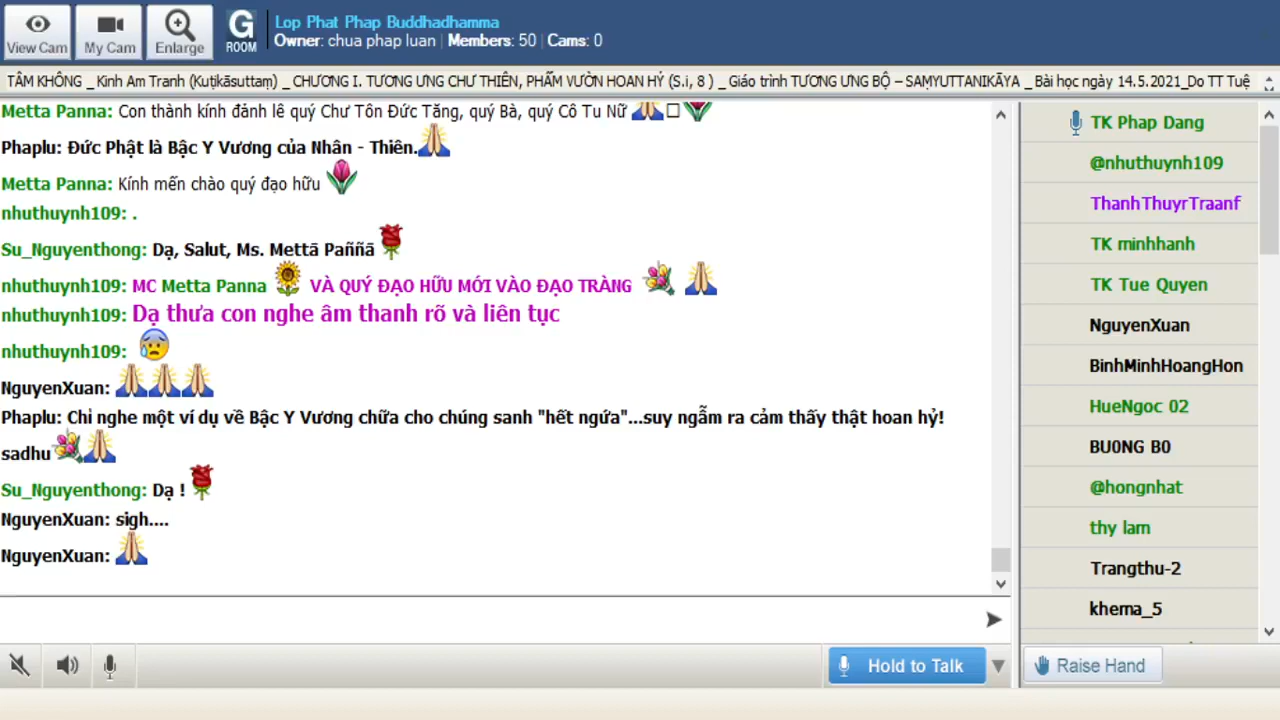 View Cam
My Cam
Enlarge
G
ROOM
Lop Phat Phap Buddhadhamma
Owner: chua phap luan | Members: 50 | Cams: 0
TÂM KHÔNG _ Kinh Am Tranh (Kuṭikāsuttaṃ) _ CHƯƠNG I. TƯƠNG ƯNG CHƯ THIÊN, PHẨM VƯỜN HOAN HỶ (S.i, 8 ) _ Giáo trình TƯƠNG ƯNG BỘ – SAṂYUTTANIKĀYA _ Bài học ngày 14.5.2021_Do TT Tuệ
Metta Panna: Con thành kính đảnh lê quý Chư Tôn Đức Tăng, quý Bà, quý Cô Tu Nữ
Phaplu: Đức Phật là Bậc Y Vương của Nhân - Thiên.
Metta Panna: Kính mến chào quý đạo hữu
nhuthuynh109: .
Su_Nguyenthong: Dạ, Salut, Ms. Mettā Paññā
nhuthuynh109: MC Metta Panna VÀ QUÝ ĐẠO HỮU MỚI VÀO ĐẠO TRÀNG
nhuthuynh109: Dạ thưa con nghe âm thanh rõ và liên tục
nhuthuynh109:
NguyenXuan:
Phaplu: Chỉ nghe một ví dụ về Bậc Y Vương chữa cho chúng sanh "hết ngứa"...suy ngẫm ra cảm thấy thật hoan hỷ!
sadhu
Su_Nguyenthong: Dạ !
NguyenXuan: sigh....
NguyenXuan:
TK Phap Dang
@nhuthuynh109
ThanhThuyrTraanf
TK minhhanh
TK Tue Quyen
NguyenXuan
BinhMinhHoangHon
HueNgoc 02
BU0NG B0
@hongnhat
thy lam
Trangthu-2
khema_5
Hold to Talk
Raise Hand